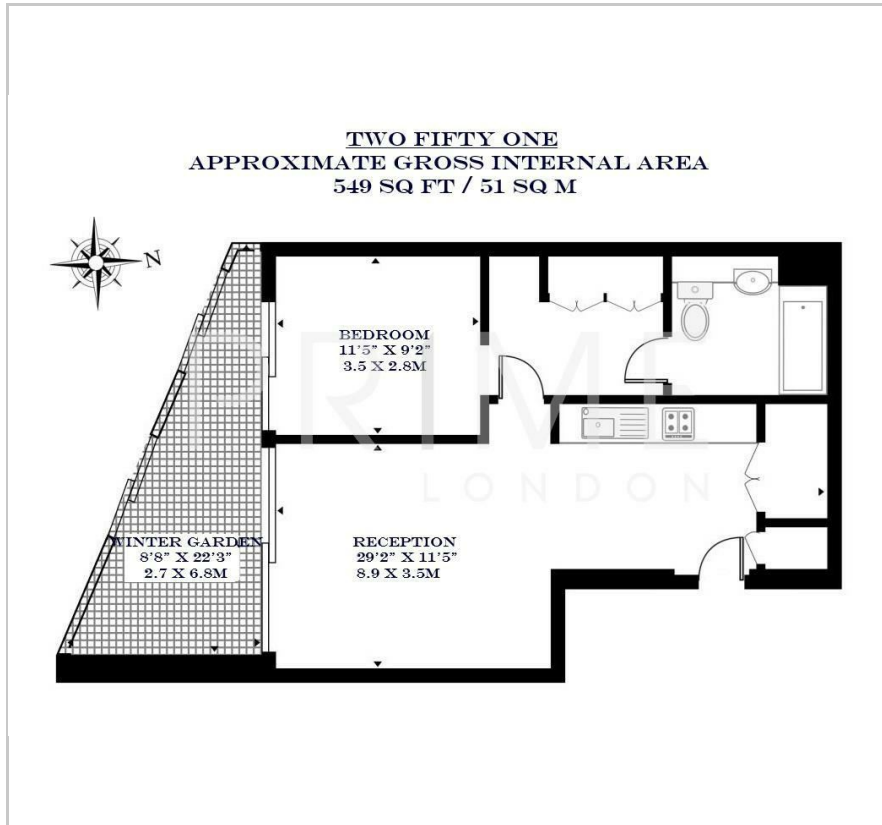 TWO FIFTY ONE
APPROXIMATE GROSS INTERNAL AREA
549 SQ FT / 51 SQ M
N
BEDROOM
11'5" X 9'2"
3.5 X 2.8M
PRIME
LONDON
WINTER GARDEN
8'8" X 22'3"
2.7 X 6.8M
RECEPTION
29'2" X 11'5"
8.9 X 3.5M